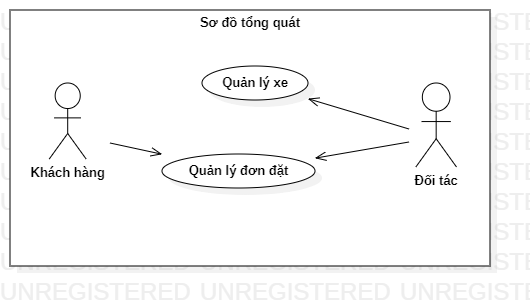 Sơ đồ tổng quát
Quản lý xe
Khách hàng
Quản lý đơn đặt
Đối tác
UNREGISTERED UNREGISTERED UNREGISTERED